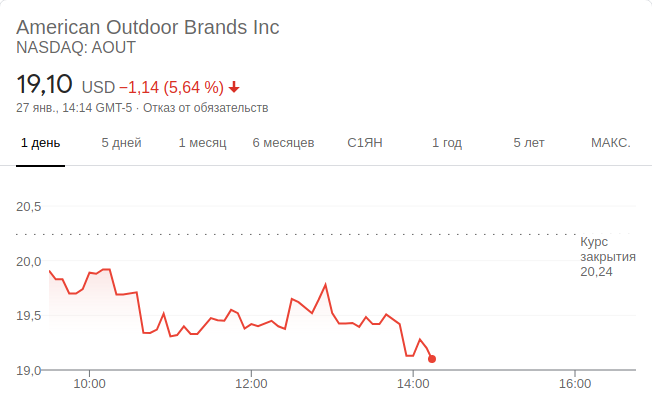 American Outdoor Brands Inc
NASDAQ: AOUT
19,10 USD −1,14 (5,64 %)
27 янв., 14:14 GMT-5 · Отказ от обязательств
1 день 5 дней 1 месяц 6 месяцев С1ЯН 1 год 5 лет МАКС.
20,5
Курс
закрытия
20,24
20,0
19,5
19,0
10:00 12:00 14:00 16:00